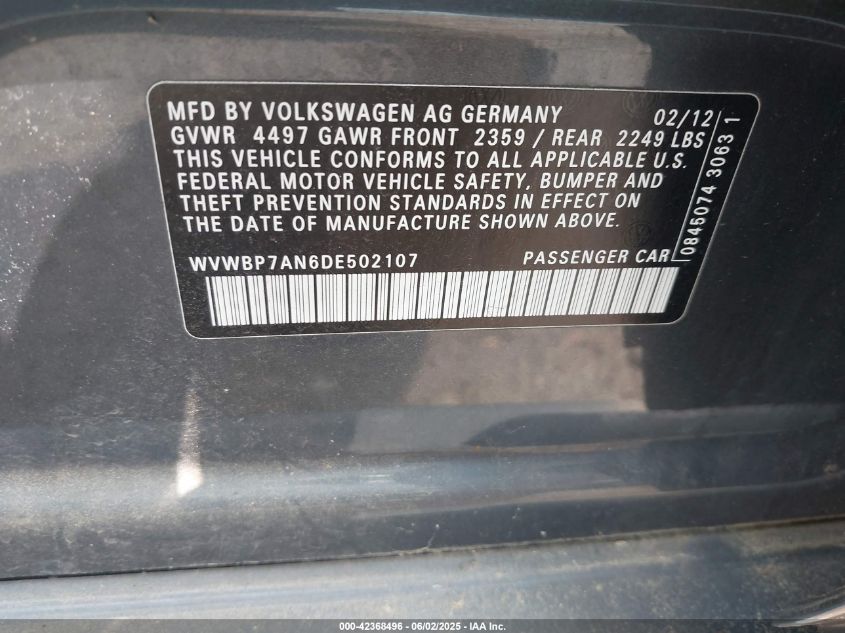 MFD BY VOLKSWAGEN AG GERMANY 02/12
GVWR 4497 GAWR FRONT 2359 / REAR 2249 LBS
THIS VEHICLE CONFORMS TO ALL APPLICABLE U.S.
FEDERAL MOTOR VEHICLE SAFETY, BUMPER AND
THEFT PREVENTION STANDARDS IN EFFECT ON
THE DATE OF MANUFACTURE SHOWN ABOVE.
WVWBP7AN6DE502107 PASSENGER CAR
0845074 3063 1
000-42368496 - 06/02/2025 - IAA Inc.